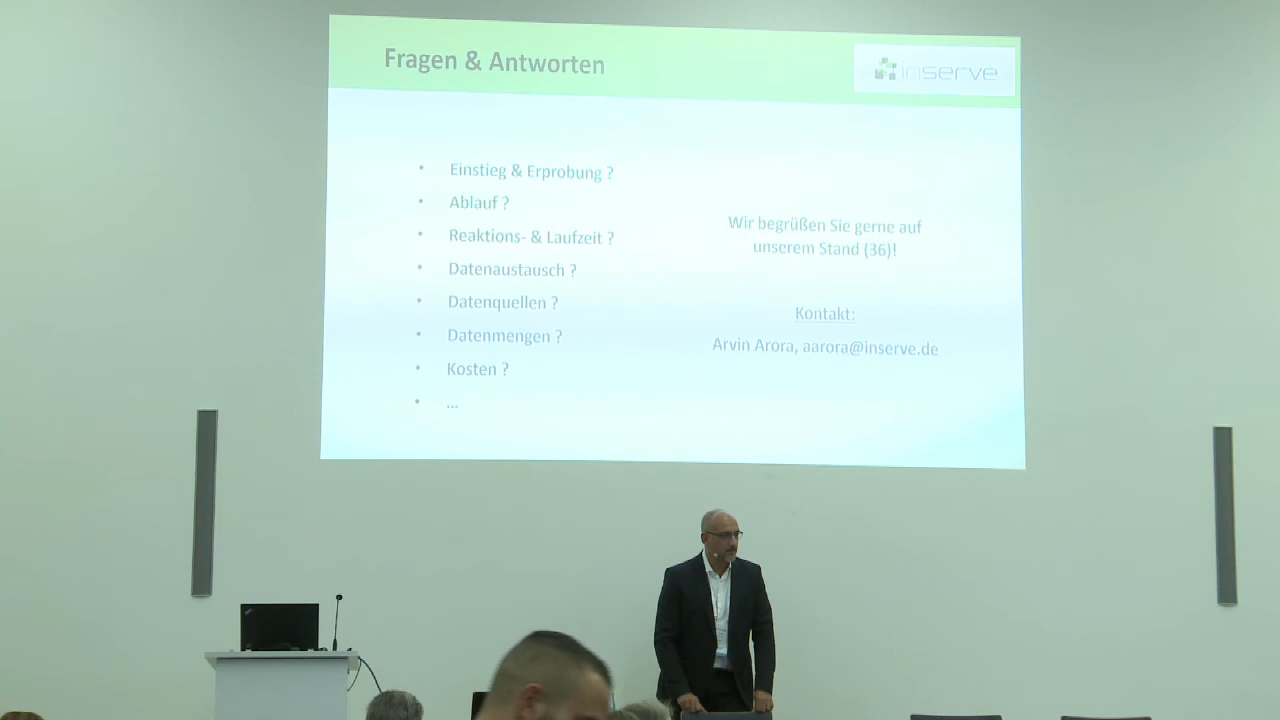 Fragen & Antworten
inserve
• Einstieg & Erprobung ?
• Ablauf ?
• Reaktions- & Laufzeit ?
• Datenaustausch ?
• Datenquellen ?
• Datenmengen ?
• Kosten ?
• ...
Wir begrüßen Sie gerne auf
unserem Stand (36)!
Kontakt:
Arvin Arora, aarora@inserve.de